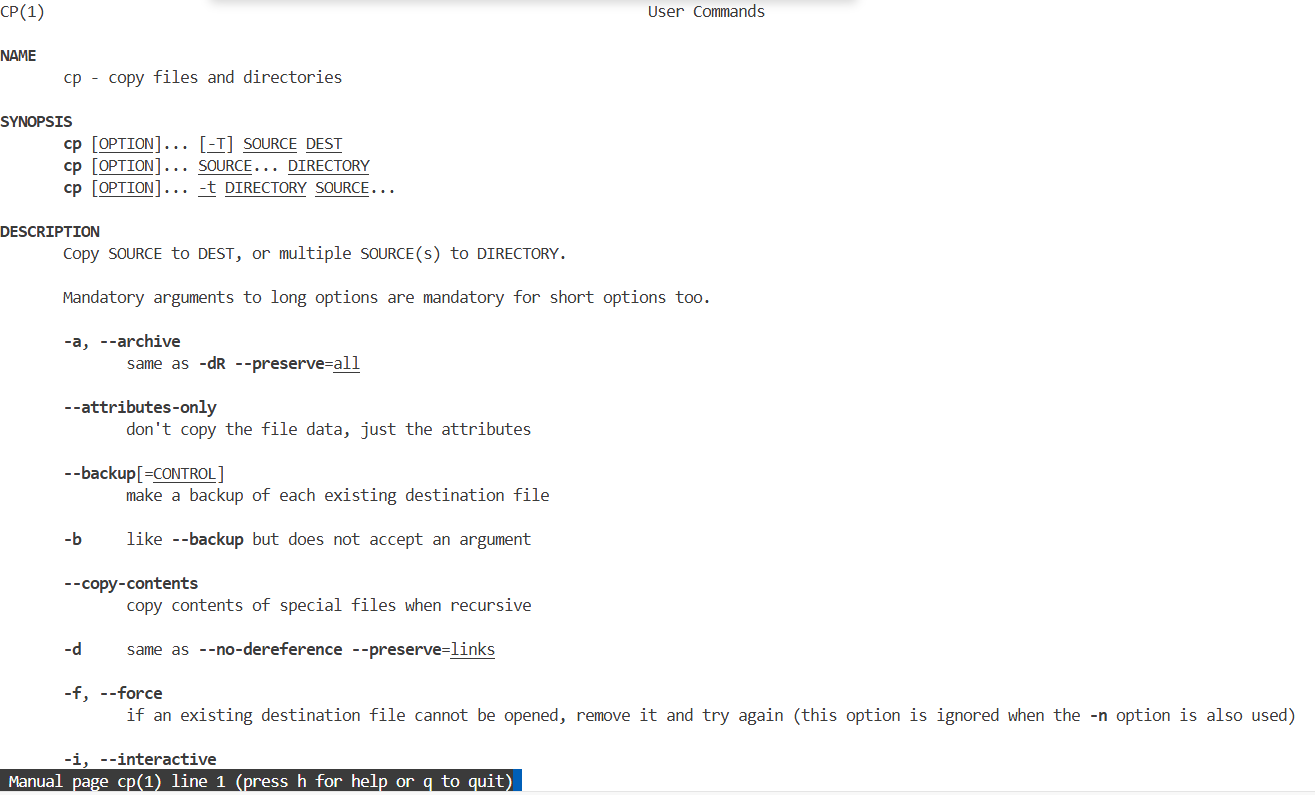 CP(1) User Commands
NAME
cp - copy files and directories
SYNOPSIS
cp [OPTION]... [-T] SOURCE DEST
cp [OPTION]... SOURCE... DIRECTORY
cp [OPTION]... -t DIRECTORY SOURCE...
DESCRIPTION
Copy SOURCE to DEST, or multiple SOURCE(s) to DIRECTORY.
Mandatory arguments to long options are mandatory for short options too.
-a, --archive
same as -dR --preserve=all
--attributes-only
don't copy the file data, just the attributes
--backup[=CONTROL]
make a backup of each existing destination file
-b like --backup but does not accept an argument
--copy-contents
copy contents of special files when recursive
-d same as --no-dereference --preserve=links
-f, --force
if an existing destination file cannot be opened, remove it and try again (this option is ignored when the -n option is also used)
-i, --interactive
Manual page cp(1) line 1 (press h for help or q to quit)